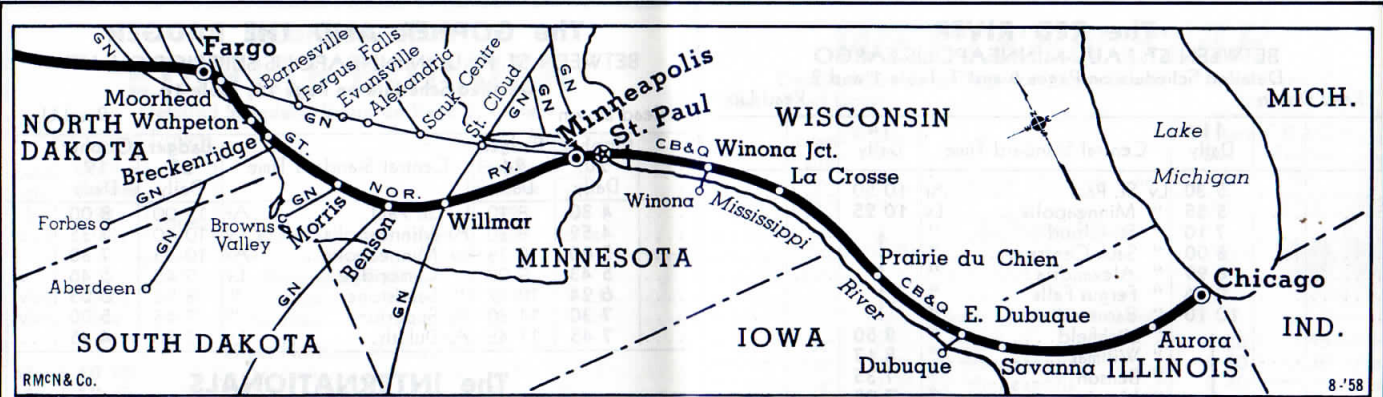 GN
Fargo
Moorhead
Wahpeton
Breckenridge
Barnesville
Fergus Falls
Evansville
Alexandria
Sauk Centre
St. Cloud
GN
GN
GN
Minneapolis
St. Paul
NORTH
DAKOTA
GN
GT.
NOR.
RY.
GN
GN
Forbes
Aberdeen
Browns
Valley
Morris
Benson
Willmar
GN
GN
SOUTH DAKOTA
MINNESOTA
WISCONSIN
CB&Q
Winona Jct.
Winona
La Crosse
Mississippi
River
Prairie du Chien
CB&Q
IOWA
E. Dubuque
Dubuque
Savanna
ILLINOIS
Aurora
Chicago
Lake
Michigan
MICH.
IND.
RMCN & Co.
8-'58